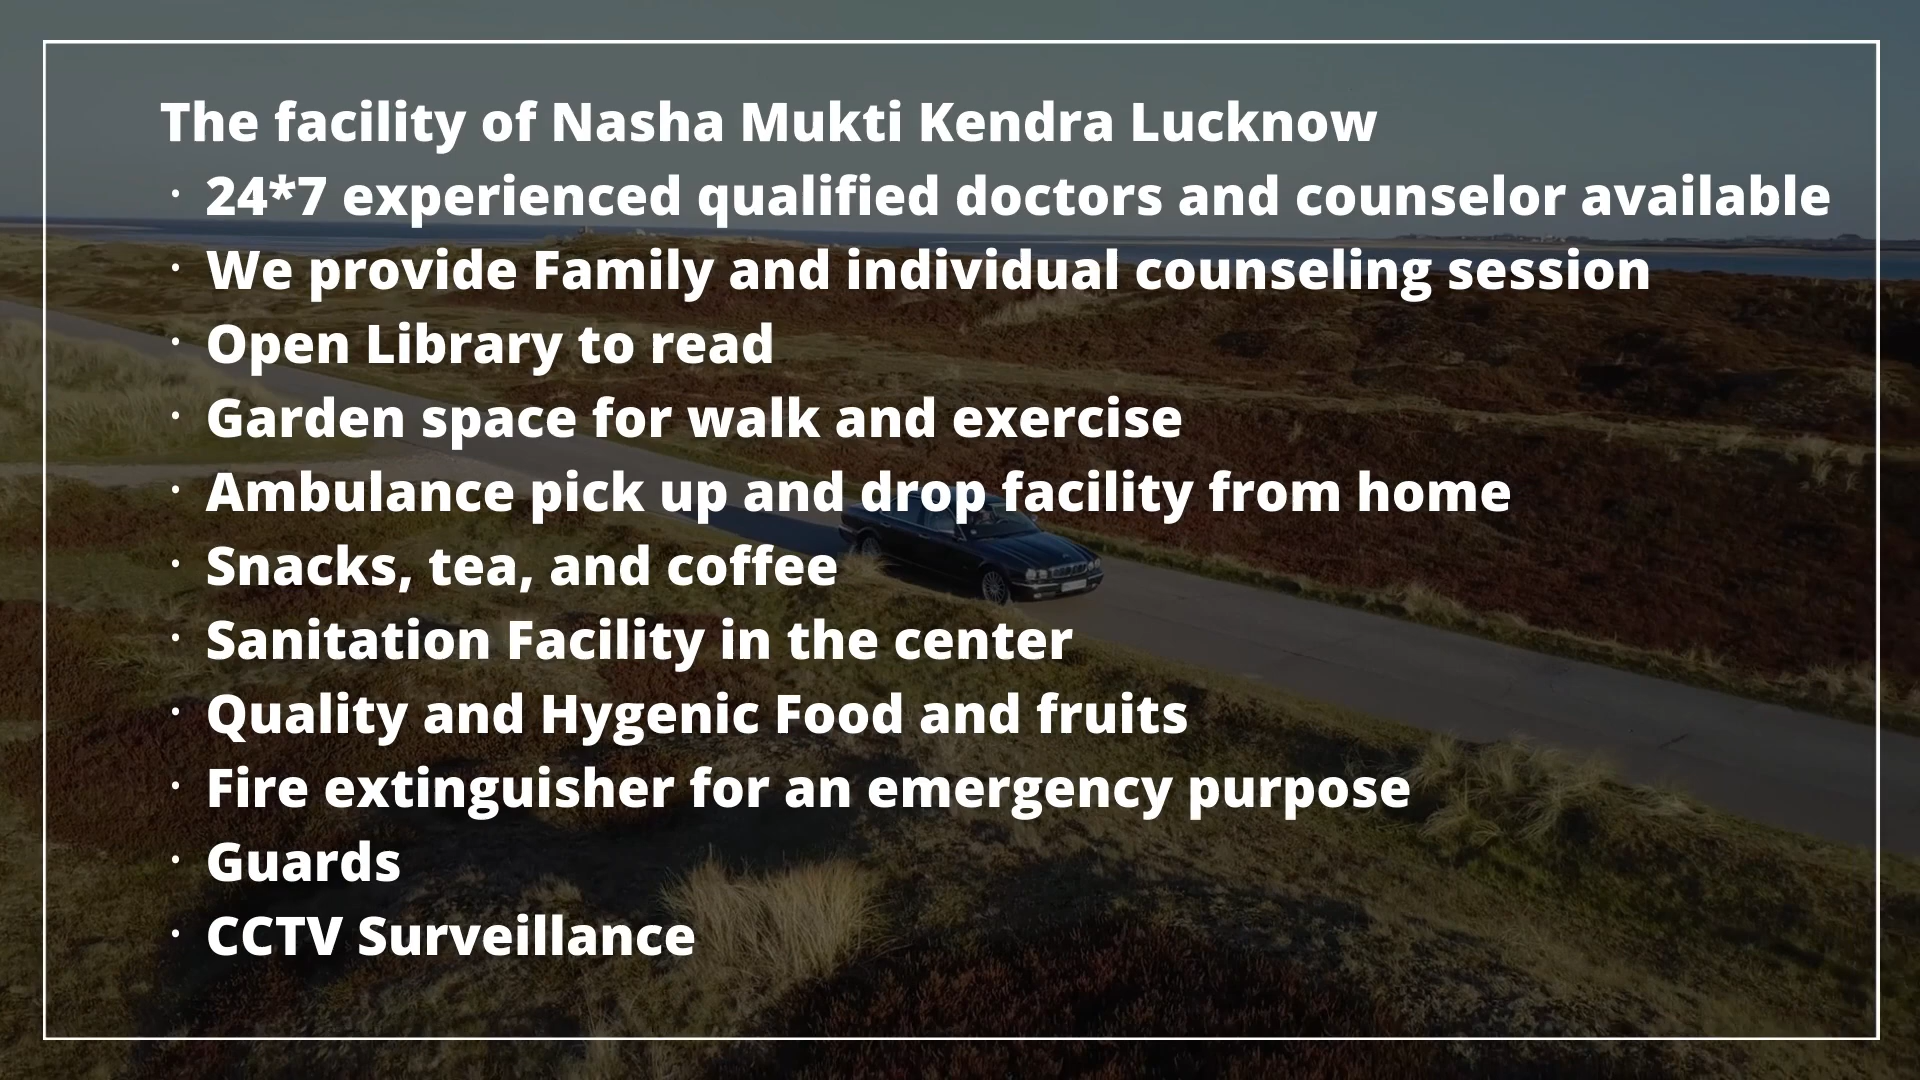 The facility of Nasha Mukti Kendra Lucknow
· 24*7 experienced qualified doctors and counselor available
· We provide Family and individual counseling session
· Open Library to read
· Garden space for walk and exercise
· Ambulance pick up and drop facility from home
· Snacks, tea, and coffee
· Sanitation Facility in the center
· Quality and Hygenic Food and fruits
· Fire extinguisher for an emergency purpose
· Guards
· CCTV Surveillance